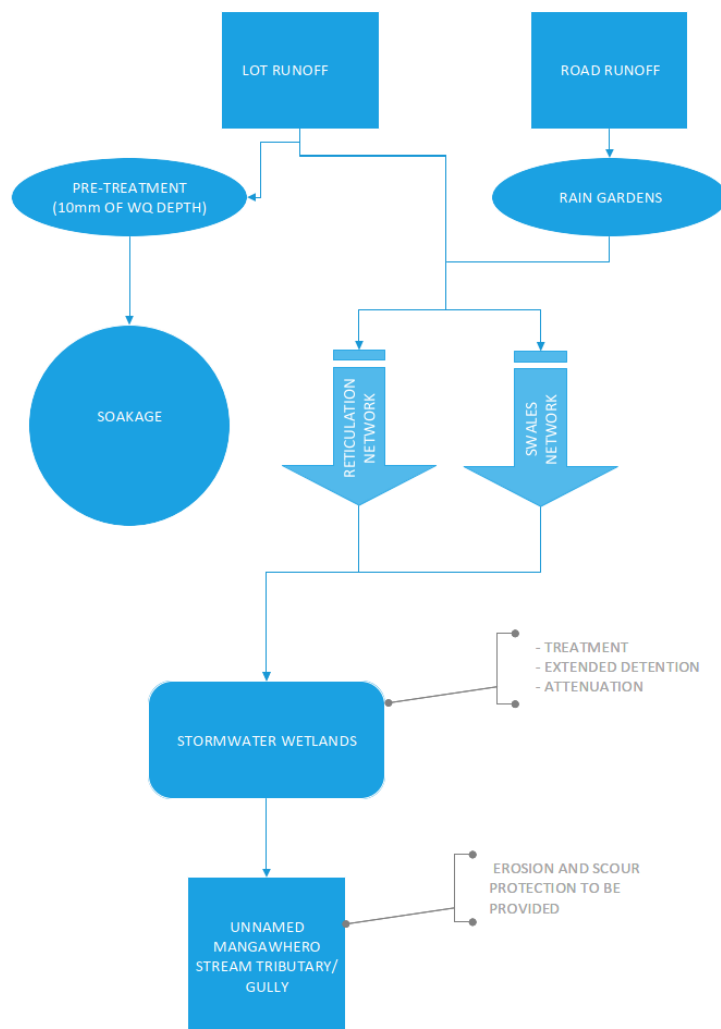 LOT RUNOFF
ROAD RUNOFF
PRE-TREATMENT
(10mm OF WQ DEPTH)
RAIN GARDENS
SOAKAGE
RETICULATION
NETWORK
SWALES
NETWORK
- TREATMENT
- EXTENDED DETENTION
- ATTENUATION
STORMWATER WETLANDS
EROSION AND SCOUR
PROTECTION TO BE
PROVIDED
UNNAMED
MANGAWHERO
STREAM TRIBUTARY/
GULLY